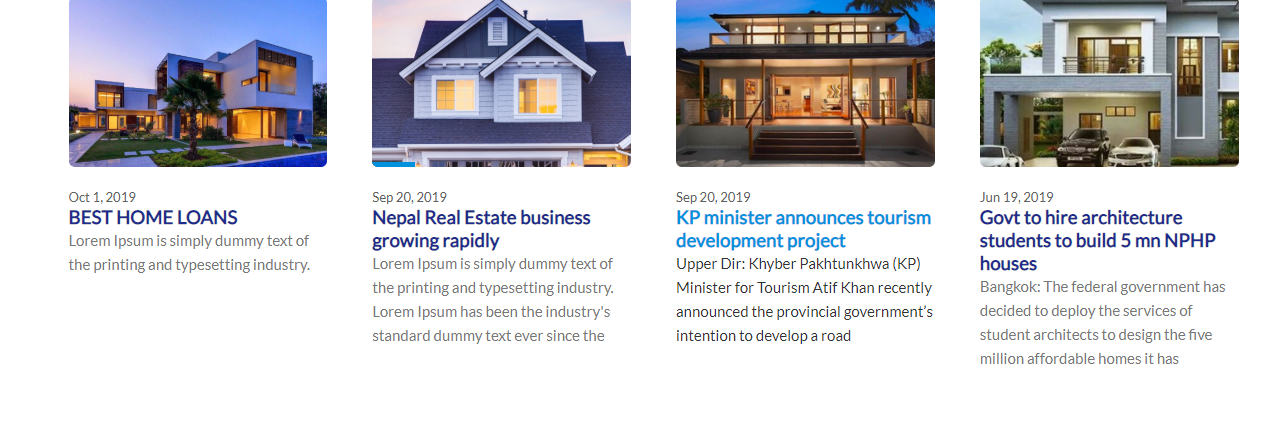 Oct 1, 2019
BEST HOME LOANS
Lorem Ipsum is simply dummy text of
the printing and typesetting industry.
Sep 20, 2019
Nepal Real Estate business
growing rapidly
Lorem Ipsum is simply dummy text of
the printing and typesetting industry.
Lorem Ipsum has been the industry's
standard dummy text ever since the
Sep 20, 2019
KP minister announces tourism
development project
Upper Dir: Khyber Pakhtunkhwa (KP)
Minister for Tourism Atif Khan recently
announced the provincial government’s
intention to develop a road
Jun 19, 2019
Govt to hire architecture
students to build 5 mn NPHP
houses
Bangkok: The federal government has
decided to deploy the services of
student architects to design the five
million affordable homes it has